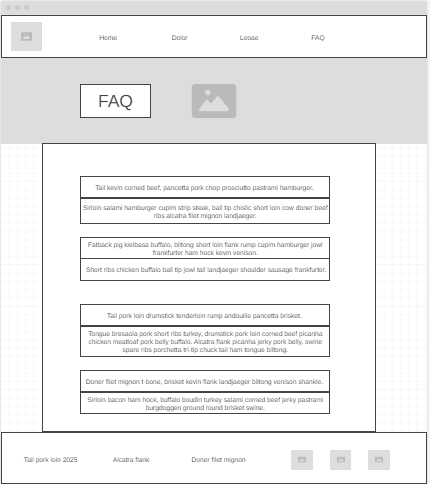 Home Dolor Leoae FAQ
FAQ
Tail kevin corned beef, pancetta pork chop prosciutto pastrami hamburger.
Sirloin salami hamburger cupim strip steak, ball tip chislic short loin cow doner beef
ribs alcatra filet mignon landjaeger.
Fatback pig kielbasa buffalo, biltong short loin flank rump cupim hamburger jowl
frankfurter ham hock kevin venison.
Short ribs chicken buffalo ball tip jowl tail landjaeger shoulder sausage frankfurter.
Tail pork loin drumstick tenderloin rump andouille pancetta brisket.
Tongue bresaola pork short ribs turkey, drumstick pork loin corned beef picanha
chicken meatloaf pork belly buffalo. Alcatra flank picanha jerky pork belly, swine
spare ribs porchetta tri-tip chuck tail ham tongue biltong.
Doner filet mignon t-bone, brisket kevin flank landjaeger biltong venison shankle.
Sirloin bacon ham hock, buffalo boudin turkey salami corned beef jerky pastrami
burgdoggen ground round brisket swine.
Tail pork loin 2025 Alcatra flank Doner filet mignon